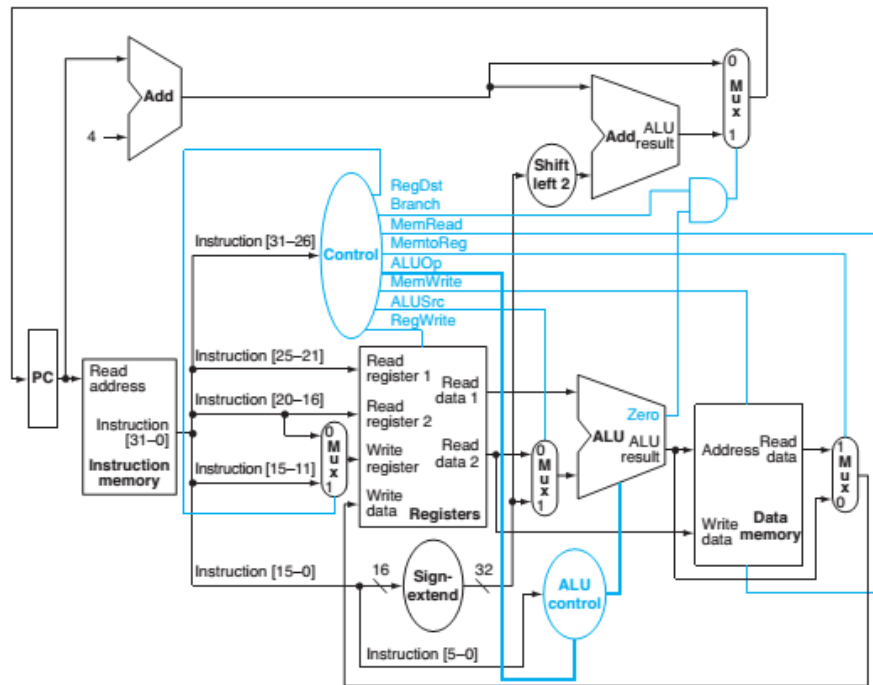 0
M
u
x
1
Add
4
Add
ALU
result
Shift
left 2
RegDst
Branch
MemRead
MemtoReg
ALUOp
MemWrite
ALUSrc
RegWrite
Control
Instruction [31–26]
Instruction [25–21]
Instruction [20–16]
Instruction [15–11]
Instruction [15–0]
Instruction [5–0]
PC
Read
address
Instruction
[31–0]
Instruction
memory
0
M
u
x
1
Read
register 1
Read
register 2
Write
register
Write
data
Read
data 1
Read
data 2
Registers
0
M
u
x
1
Zero
ALU
ALU
result
Address
Read
data
Write
data
Data
memory
1
M
u
x
0
16
Sign-
extend
32
ALU
control